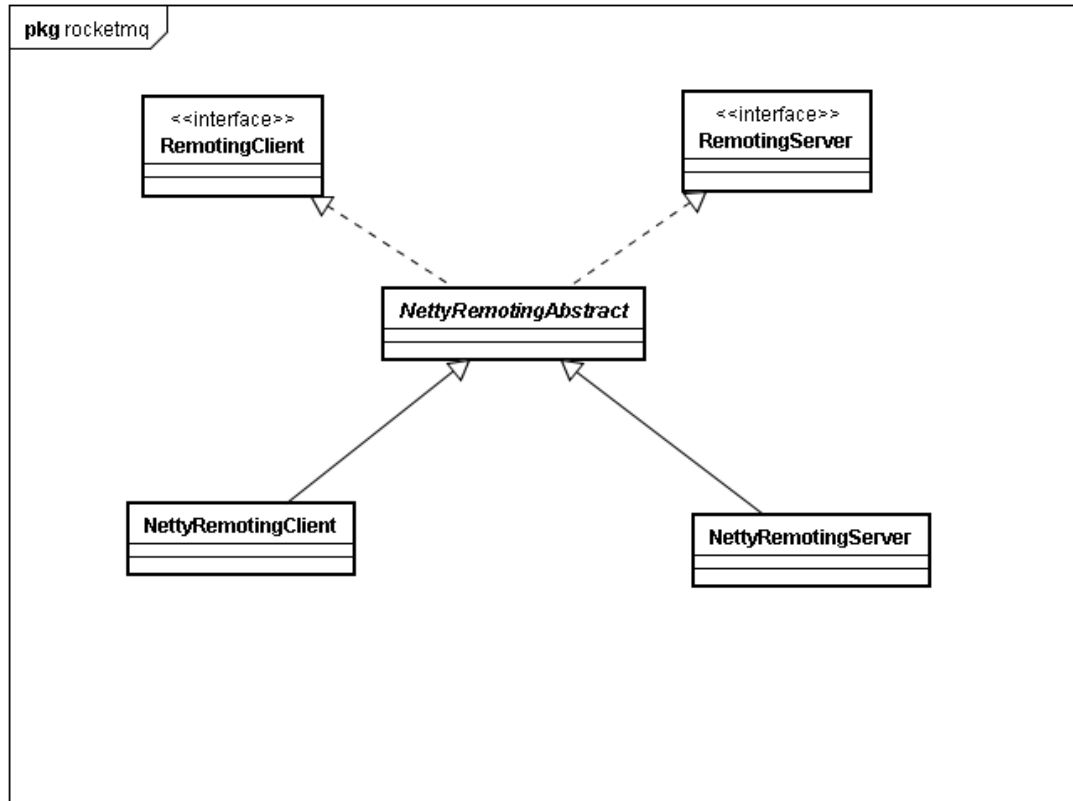 pkg rocketmq
<<interface>>
RemotingClient
<<interface>>
RemotingServer
NettyRemotingAbstract
NettyRemotingClient
NettyRemotingServer